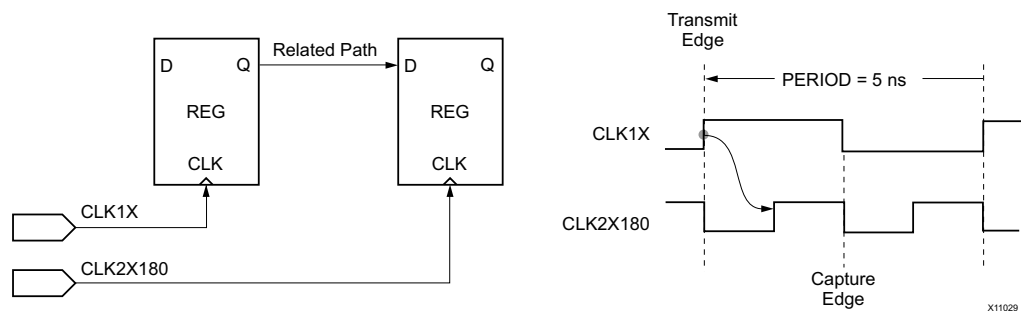 Related Path
D
Q
REG
CLK
D
Q
REG
CLK
CLK1X
CLK2X180
Transmit
Edge
PERIOD = 5 ns
CLK1X
CLK2X180
Capture
Edge
X11029